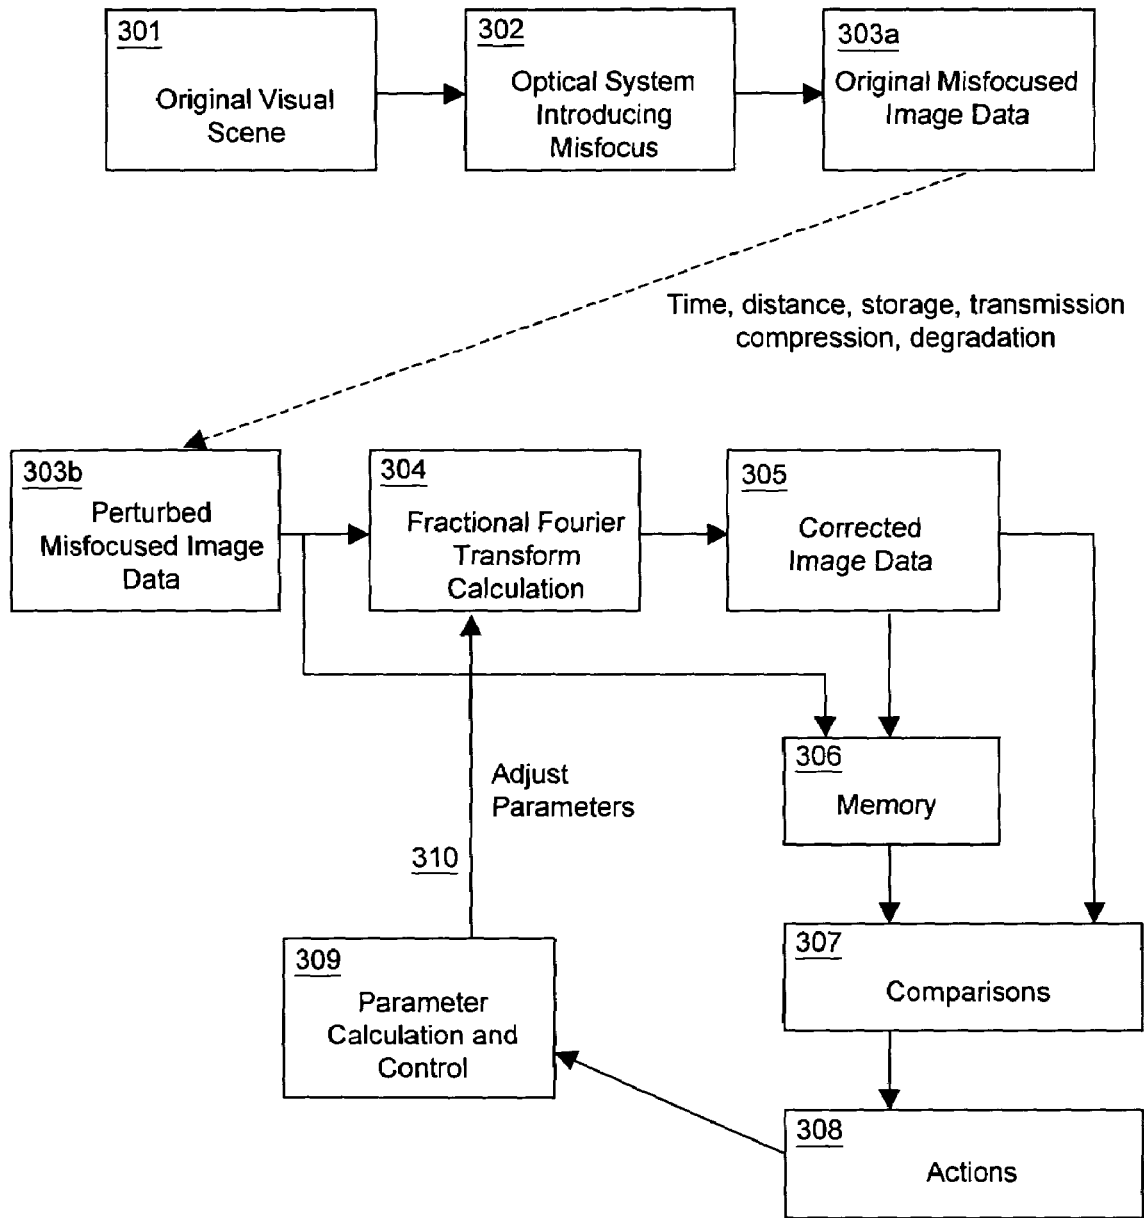 301
Original Visual
Scene
302
Optical System
Introducing
Misfocus
303a
Original Misfocused
Image Data
Time, distance, storage, transmission
compression, degradation
303b
Perturbed
Misfocused Image
Data
304
Fractional Fourier
Transform
Calculation
305
Corrected
Image Data
306
Memory
Adjust
Parameters
310
307
Comparisons
309
Parameter
Calculation and
Control
308
Actions